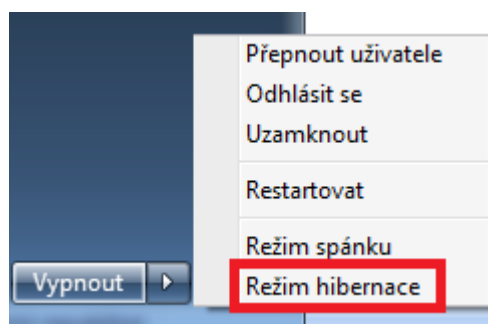 Přepnout uživatele
Odhlásit se
Uzamknout
Restartovat
Režim spánku
Vypnout
Režim hibernace